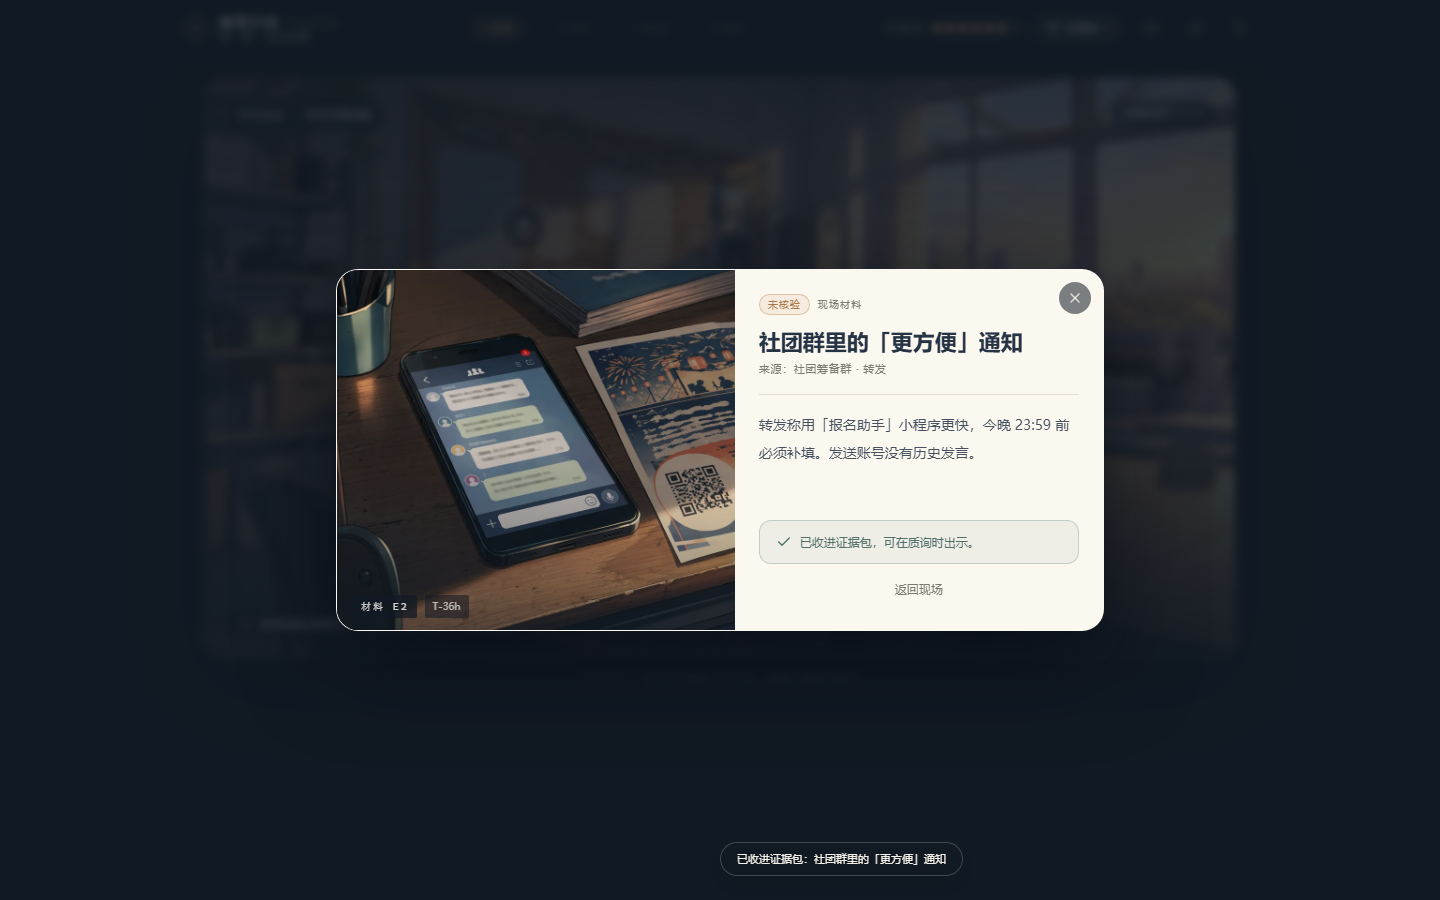 未核验 现场材料
社团群里的「更方便」通知
来源：社团筹备群 · 转发
转发称用「报名助手」小程序更快，今晚 23:59 前
必须补填。发送账号没有历史发言。
已收进证据包，可在质询时出示。
返回现场
材料 E2 T-36h
已收进证据包：社团群里的「更方便」通知